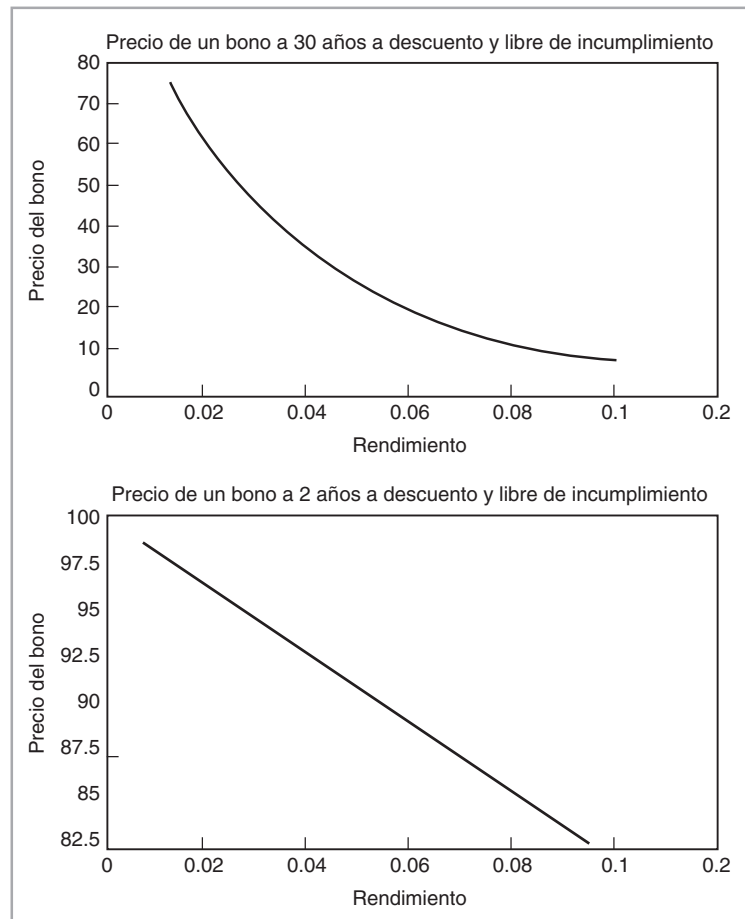 Precio de un bono a 30 años a descuento y libre de incumplimiento
80
70
60
50
40
30
20
10
0
Precio del bono
0 0.02 0.04 0.06 0.08 0.1 0.2
Rendimiento
Precio de un bono a 2 años a descuento y libre de incumplimiento
100
97.5
95
92.5
90
87.5
85
82.5
Precio del bono
0 0.02 0.04 0.06 0.08 0.1 0.2
Rendimiento